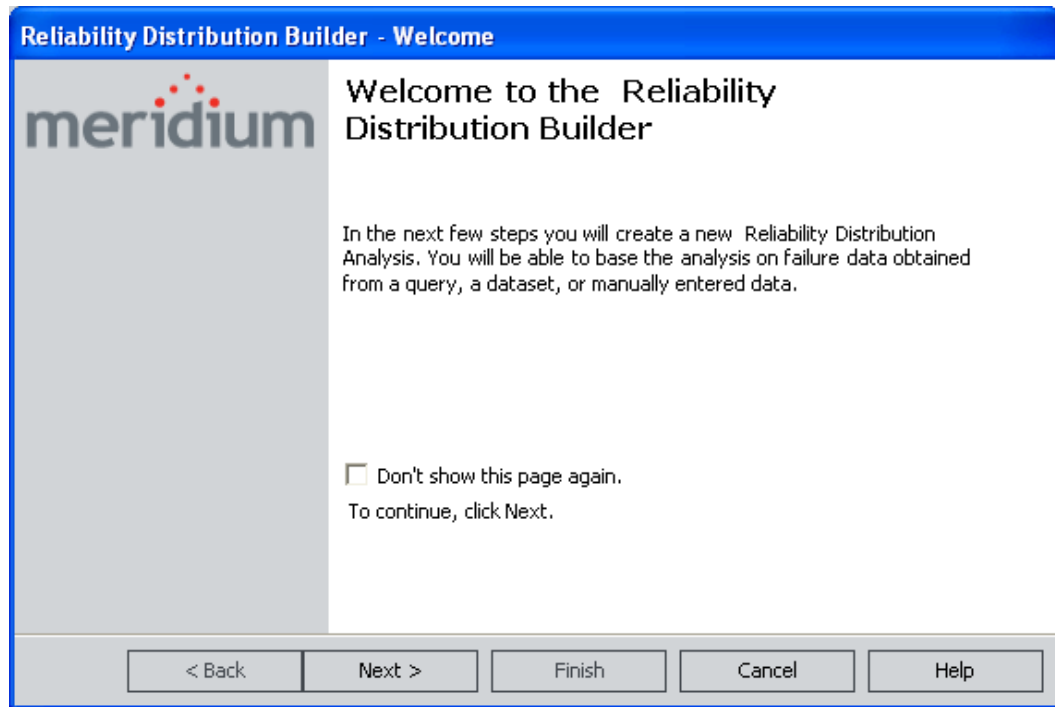 Reliability Distribution Builder - Welcome
meridium
Welcome to the Reliability
Distribution Builder
In the next few steps you will create a new Reliability Distribution
Analysis. You will be able to base the analysis on failure data obtained
from a query, a dataset, or manually entered data.
Don't show this page again.
To continue, click Next.
< Back
Next >
Finish
Cancel
Help